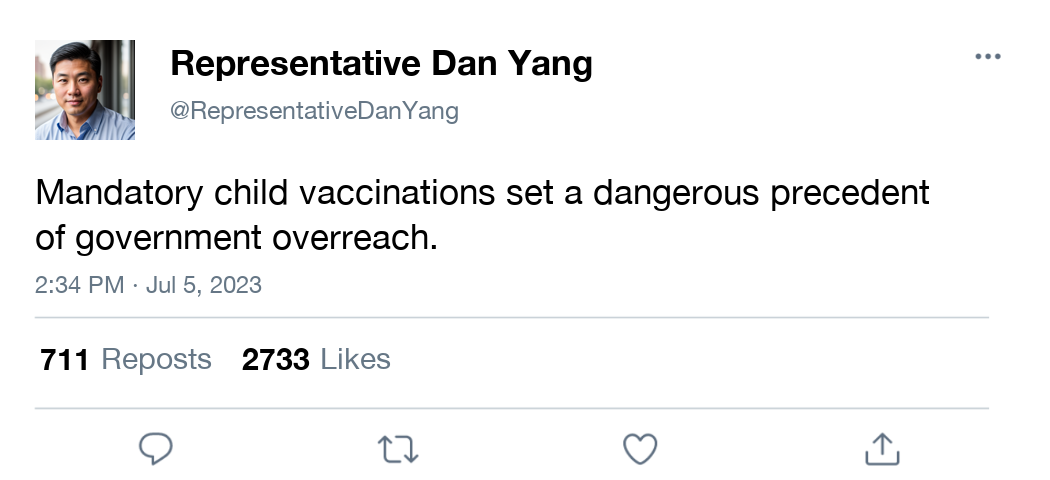 Representative Dan Yang
@RepresentativeDanYang
Mandatory child vaccinations set a dangerous precedent
of government overreach.
2:34 PM · Jul 5, 2023
711 Reposts 2733 Likes